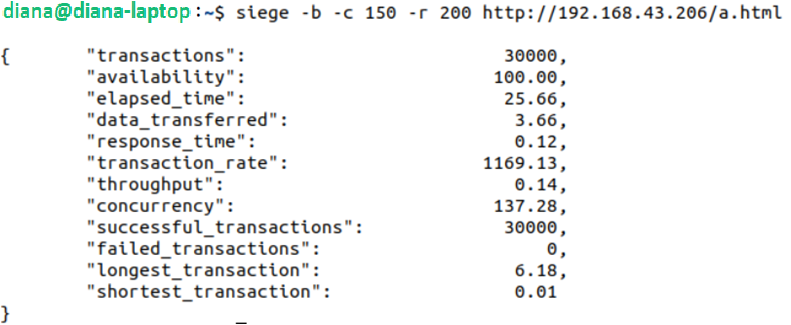 diana@diana-laptop:~$ siege -b -c 150 -r 200 http://192.168.43.206/a.html
{ "transactions": 30000,
"availability": 100.00,
"elapsed_time": 25.66,
"data_transferred": 3.66,
"response_time": 0.12,
"transaction_rate": 1169.13,
"throughput": 0.14,
"concurrency": 137.28,
"successful_transactions": 30000,
"failed_transactions": 0,
"longest_transaction": 6.18,
"shortest_transaction": 0.01
}